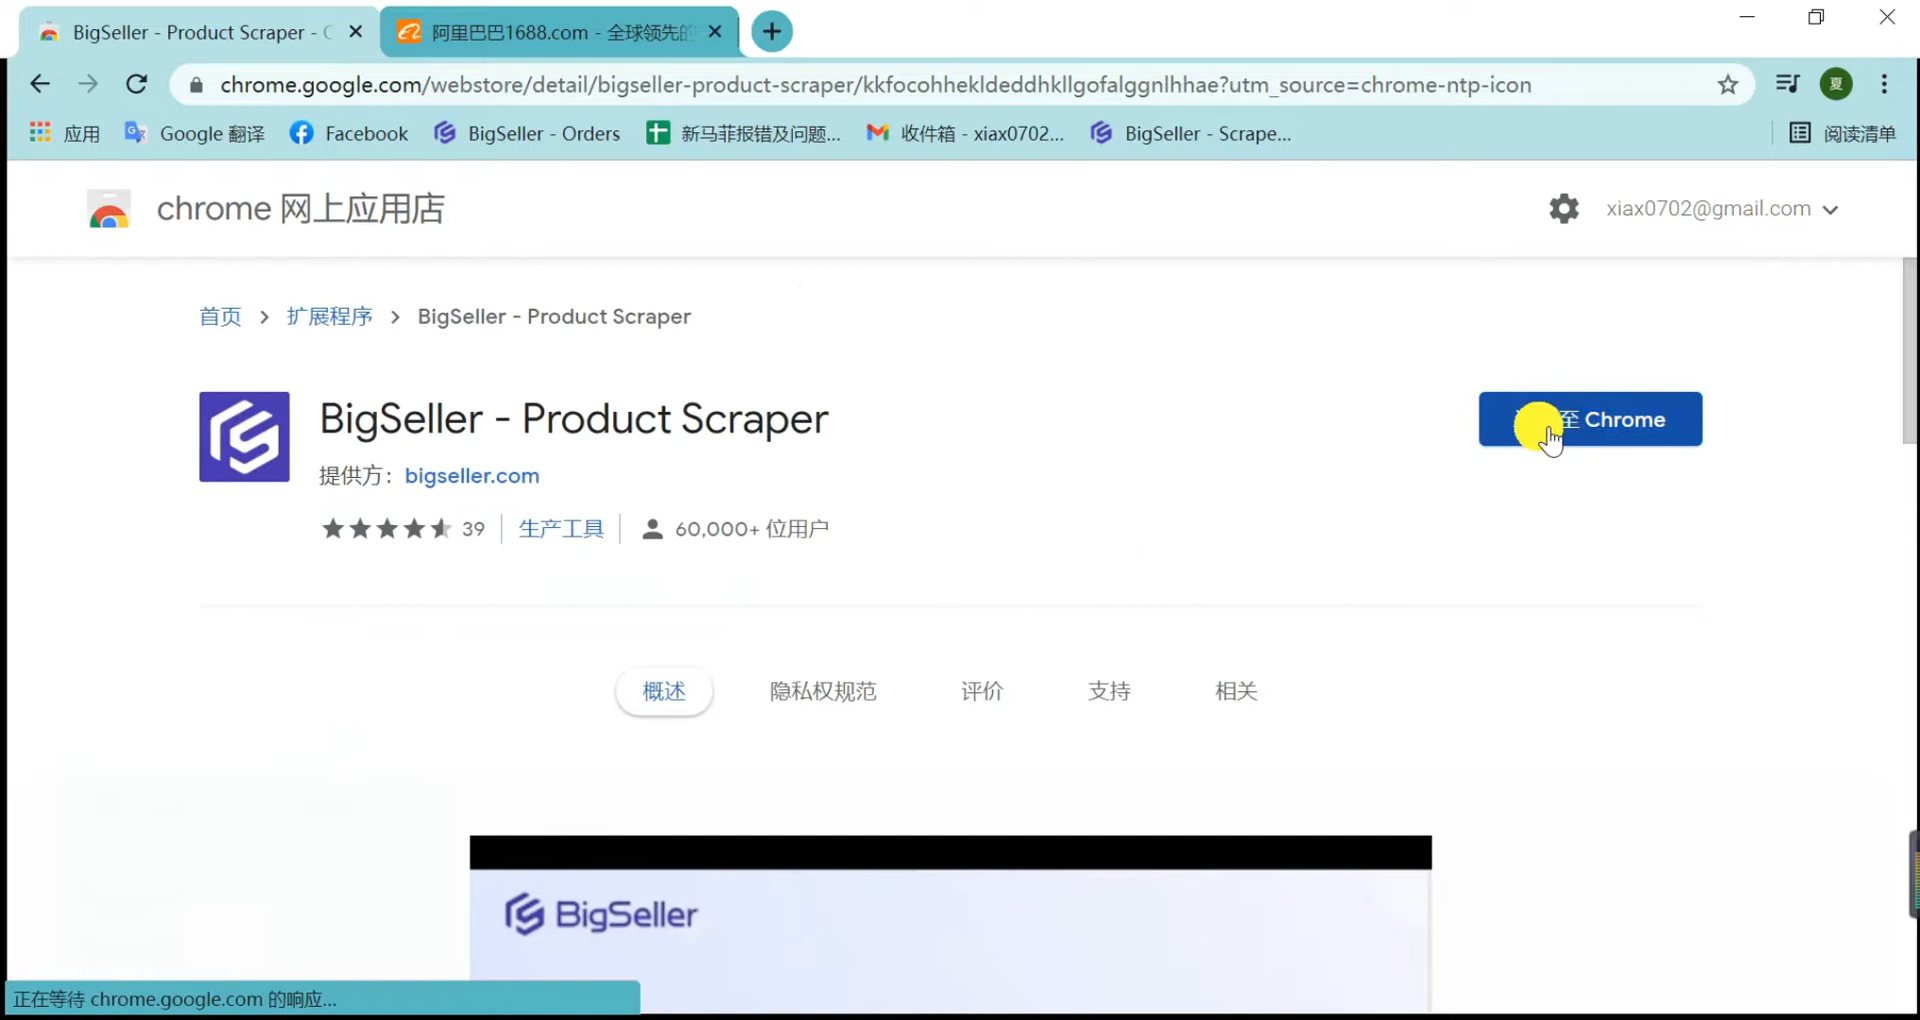 BigSeller - Product Scraper -
阿里巴巴1688.com - 全球领先的
chrome.google.com/webstore/detail/bigseller-product-scraper/kkfocohhekldeddhkllgofalggnlhhae?utm_source=chrome-ntp-icon
夏
应用 Google 翻译 Facebook BigSeller - Orders 新马菲报错及问题... 收件箱 - xiax0702... BigSeller - Scrape... 阅读清单
chrome 网上应用店
xiax0702@gmail.com
首页 > 扩展程序 > BigSeller - Product Scraper
BigSeller - Product Scraper
至 Chrome
提供方： bigseller.com
39 生产工具 60,000+ 位用户
概述 隐私权规范 评价 支持 相关
BigSeller
正在等待 chrome.google.com 的响应...